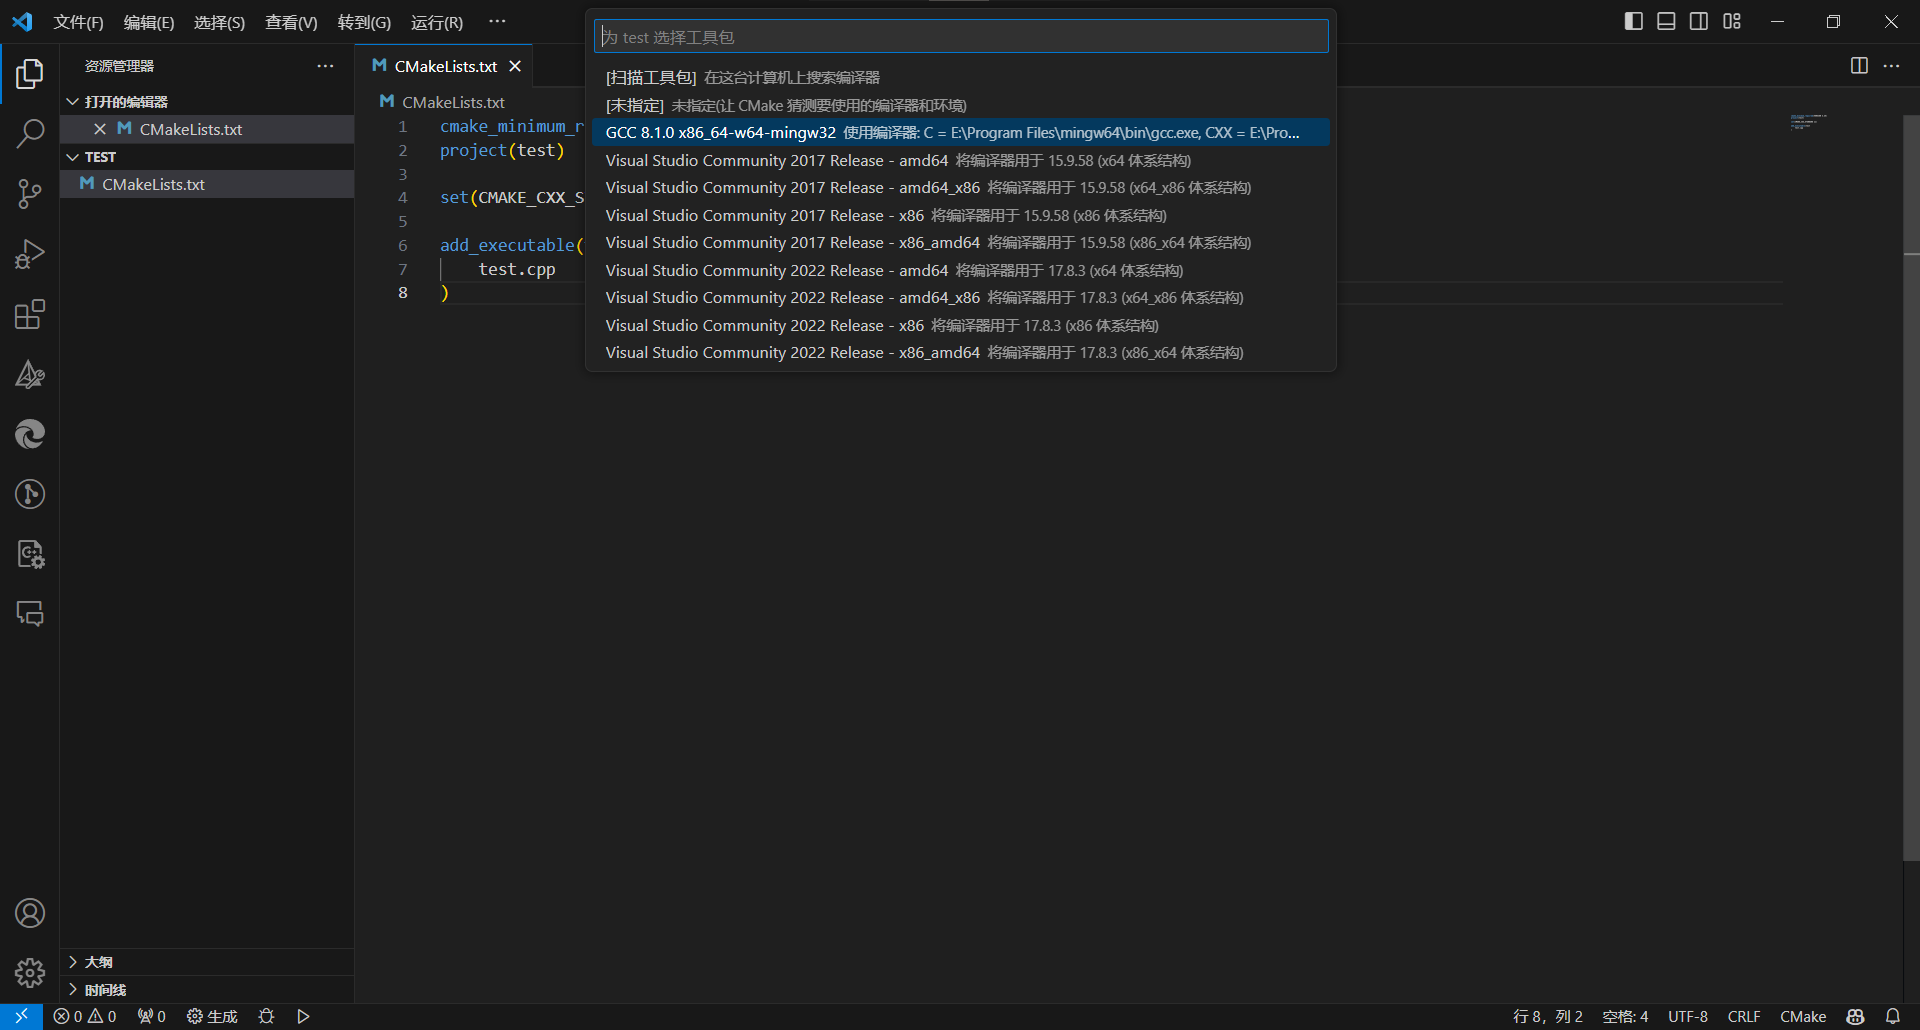 文件(F) 编辑(E) 选择(S) 查看(V) 转到(G) 运行(R) ···
为 test 选择工具包
[扫描工具包] 在这台计算机上搜索编译器
[未指定] 未指定(让 CMake 猜测要使用的编译器和环境)
GCC 8.1.0 x86_64-w64-mingw32 使用编译器: C = E:\Program Files\mingw64\bin\gcc.exe, CXX = E:\Pro...
Visual Studio Community 2017 Release - amd64 将编译器用于 15.9.58 (x64 体系结构)
Visual Studio Community 2017 Release - amd64_x86 将编译器用于 15.9.58 (x64_x86 体系结构)
Visual Studio Community 2017 Release - x86 将编译器用于 15.9.58 (x86 体系结构)
Visual Studio Community 2017 Release - x86_amd64 将编译器用于 15.9.58 (x86_x64 体系结构)
Visual Studio Community 2022 Release - amd64 将编译器用于 17.8.3 (x64 体系结构)
Visual Studio Community 2022 Release - amd64_x86 将编译器用于 17.8.3 (x64_x86 体系结构)
Visual Studio Community 2022 Release - x86 将编译器用于 17.8.3 (x86 体系结构)
Visual Studio Community 2022 Release - x86_amd64 将编译器用于 17.8.3 (x86_x64 体系结构)
资源管理器
打开的编辑器
CMakeLists.txt
TEST
CMakeLists.txt
大纲
时间线
CMakeLists.txt
CMakeLists.txt
1 cmake_minimum_r
2 project(test)
3
4 set(CMAKE_CXX_S
5
6 add_executable(
7 test.cpp
8 )
0 0 0 生成
行 8，列 2 空格: 4 UTF-8 CRLF CMake